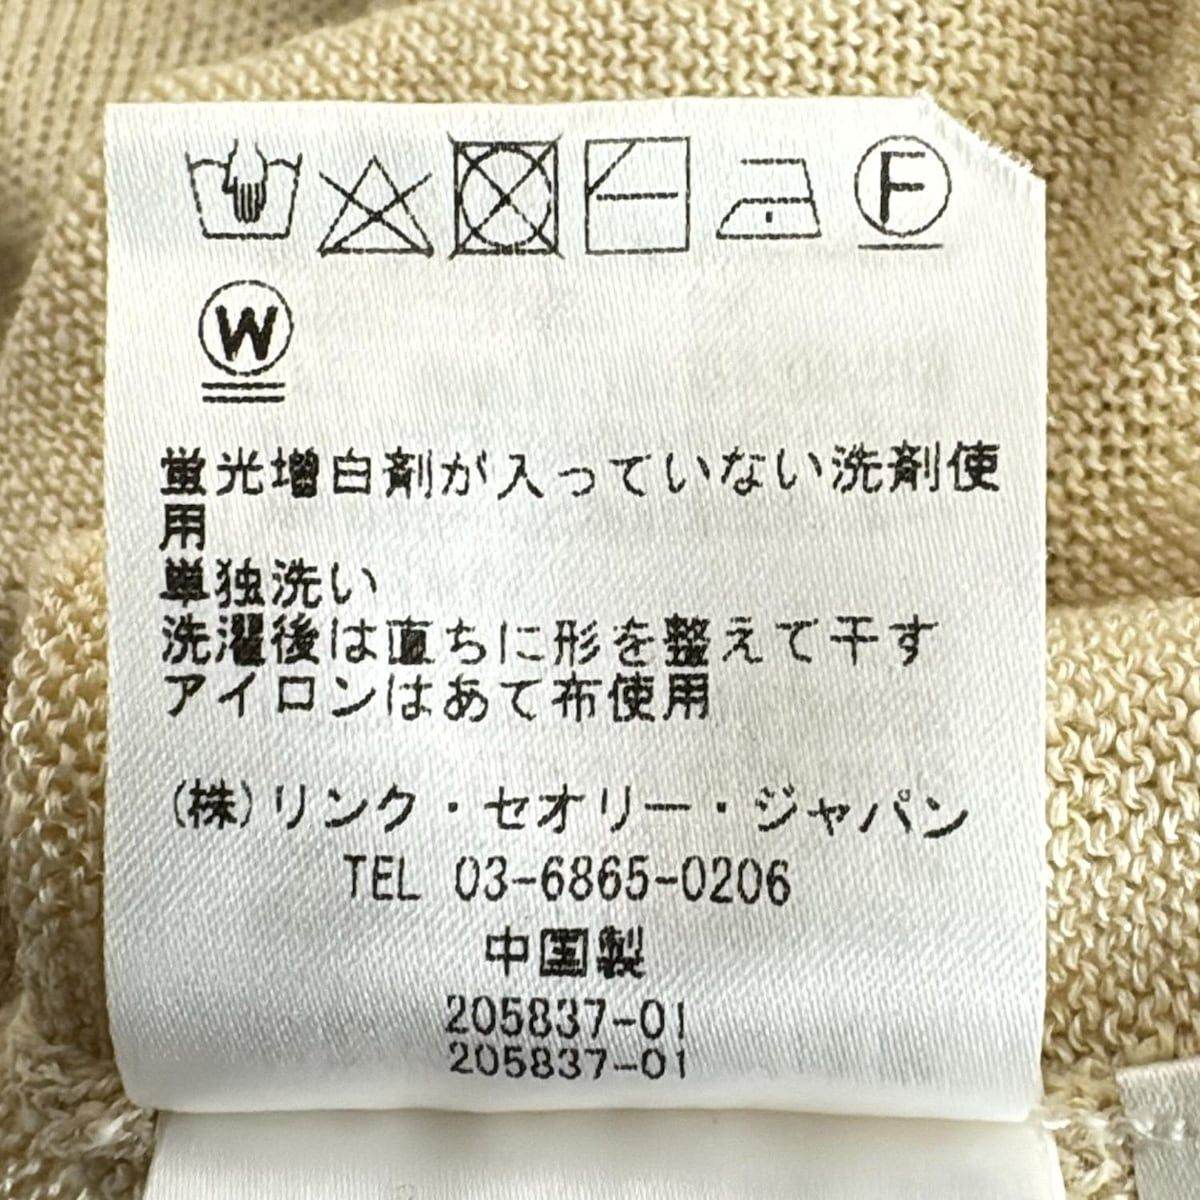 F
W
蛍光増白剤が入っていない洗剤使
用
単独洗い
洗濯後は直ちに形を整えて干す
アイロンはあて布使用
(株)リンク・セオリー・ジャパン
TEL 03-6865-0206
中国製
205837-01
205837-01